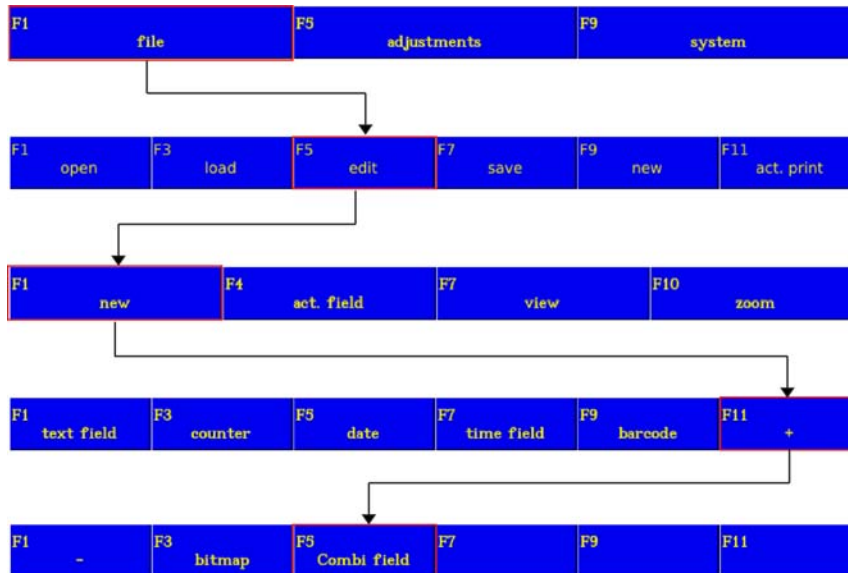 F1 F5 F9
file adjustments system
F1 F3 F5 F7 F9 F11
open load edit save new act. print
F1 F4 F7 F10
new act. field view zoom
F1 F3 F5 F7 F9 F11
text field counter date time field barcode +
F1 F3 F5 F7 F9 F11
- bitmap Combi field